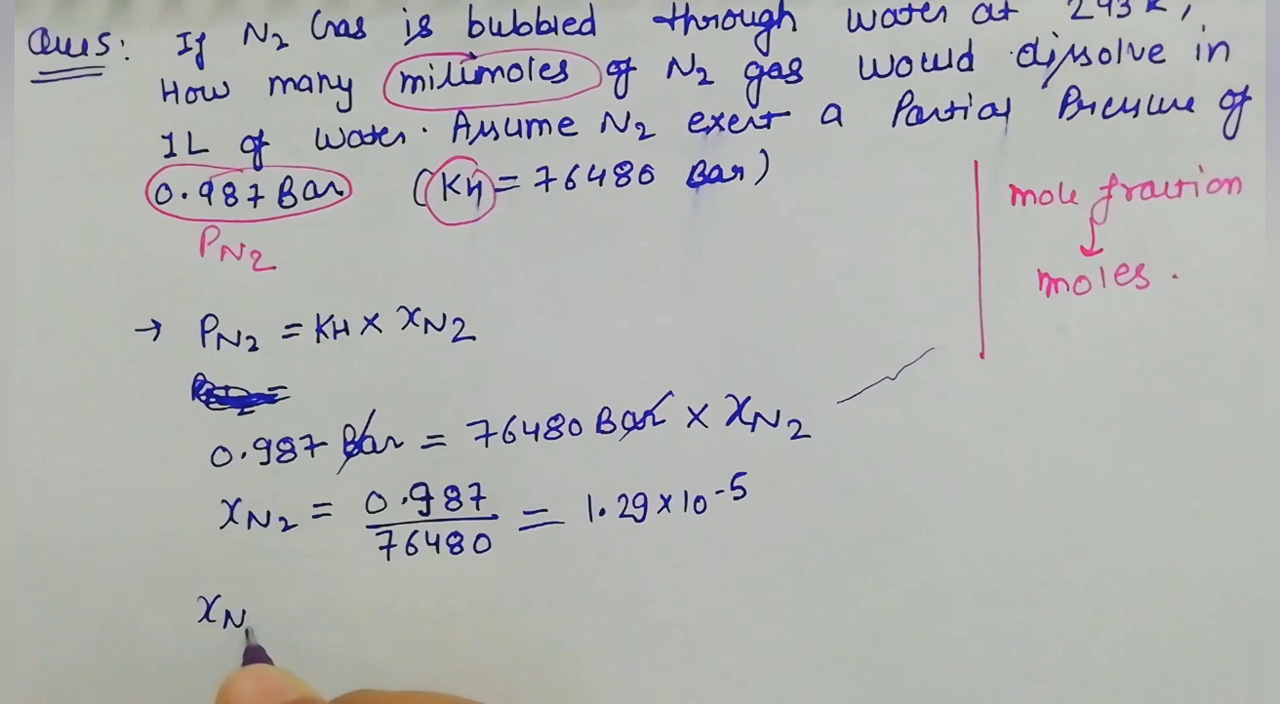 Ques: If N2 Gas is bubbled through water at 293 K,
How many milimoles of N2 gas would dissolve in
1L of water. Assume N2 exert a Partial Pressure of
0.987 Bar (KH = 76480 Bar)
PN2
mole fraction
↓
moles.
→ PN2 = KH × xN2
0.987 Bar = 76480 Bar × xN2
xN2 = 0.987 / 76480 = 1.29 × 10-5
xN